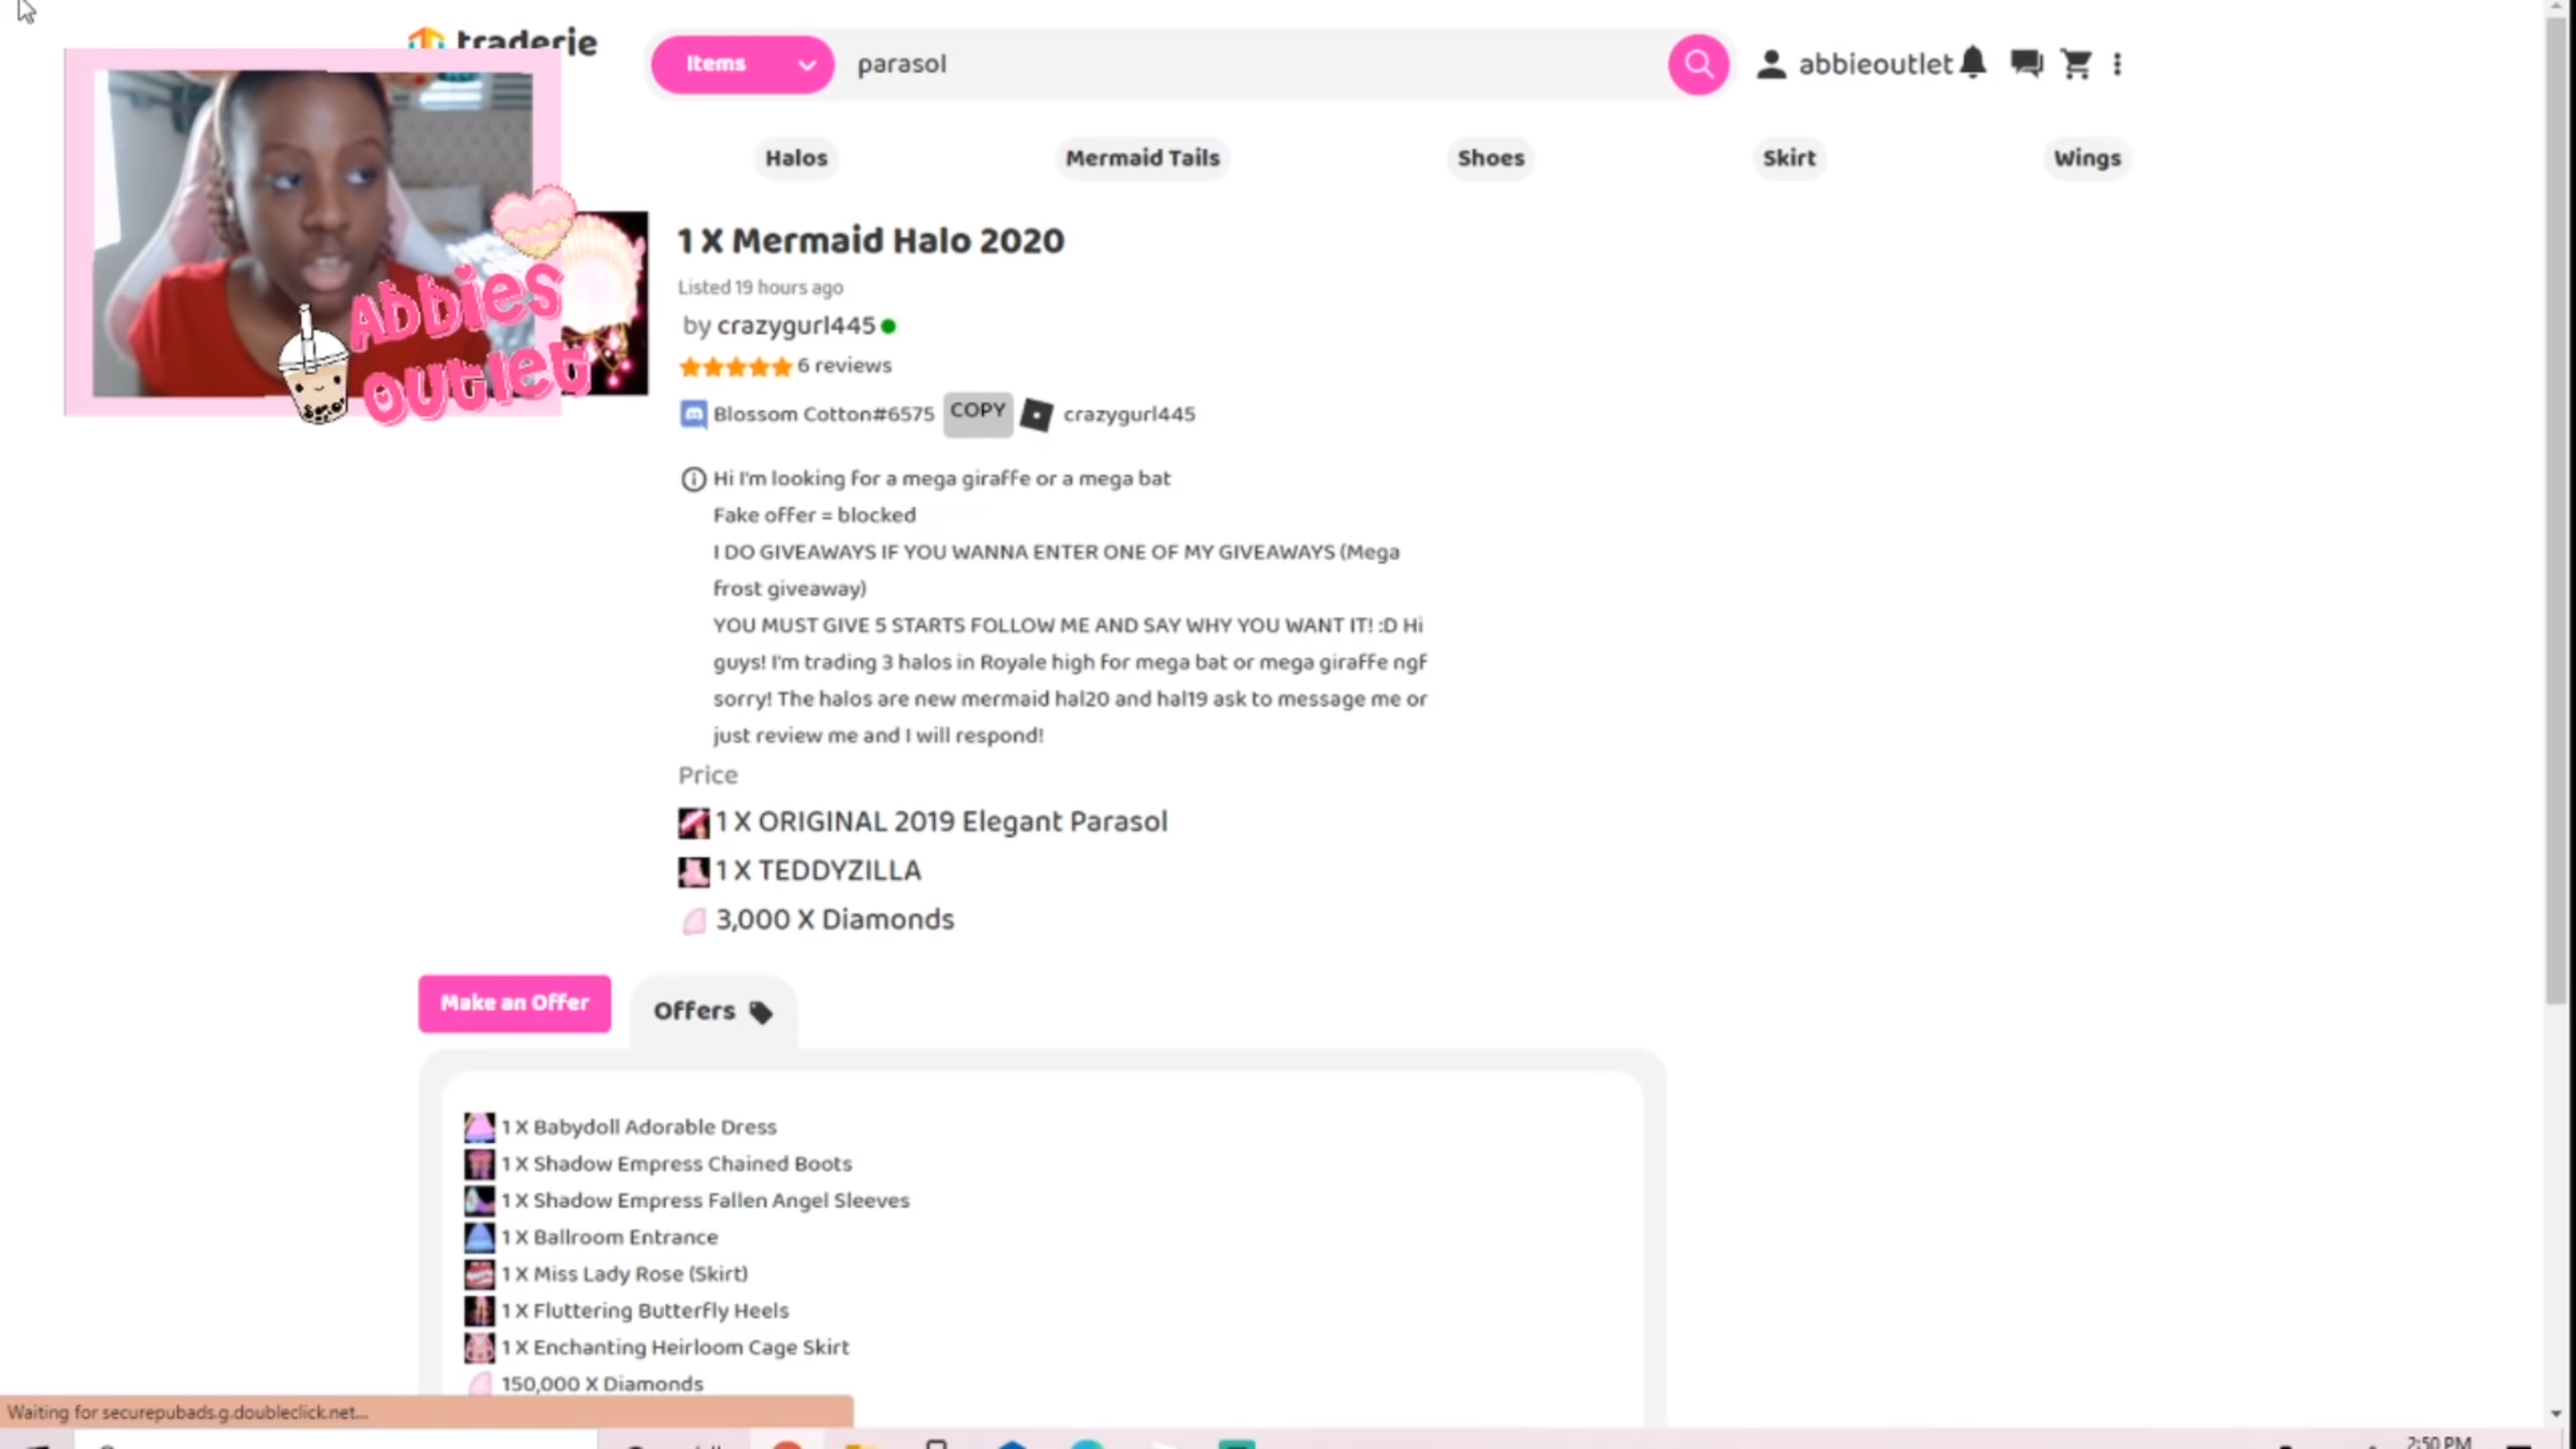 traderie
Items
parasol
abbieoutlet
Halos
Mermaid Tails
Shoes
Skirt
Wings
Abbies
Outlet
1 X Mermaid Halo 2020
Listed 19 hours ago
by crazygurl445
6 reviews
Blossom Cotton#6575 COPY crazygurl445
Hi I'm looking for a mega giraffe or a mega bat
Fake offer = blocked
I DO GIVEAWAYS IF YOU WANNA ENTER ONE OF MY GIVEAWAYS (Mega
frost giveaway)
YOU MUST GIVE 5 STARTS FOLLOW ME AND SAY WHY YOU WANT IT! :D Hi
guys! I'm trading 3 halos in Royale high for mega bat or mega giraffe ngf
sorry! The halos are new mermaid hal20 and hal19 ask to message me or
just review me and I will respond!
Price
1 X ORIGINAL 2019 Elegant Parasol
1 X TEDDYZILLA
3,000 X Diamonds
Make an Offer
Offers
1 X Babydoll Adorable Dress
1 X Shadow Empress Chained Boots
1 X Shadow Empress Fallen Angel Sleeves
1 X Ballroom Entrance
1 X Miss Lady Rose (Skirt)
1 X Fluttering Butterfly Heels
1 X Enchanting Heirloom Cage Skirt
150,000 X Diamonds
Waiting for securepubads.g.doubleclick.net...
2:50 PM